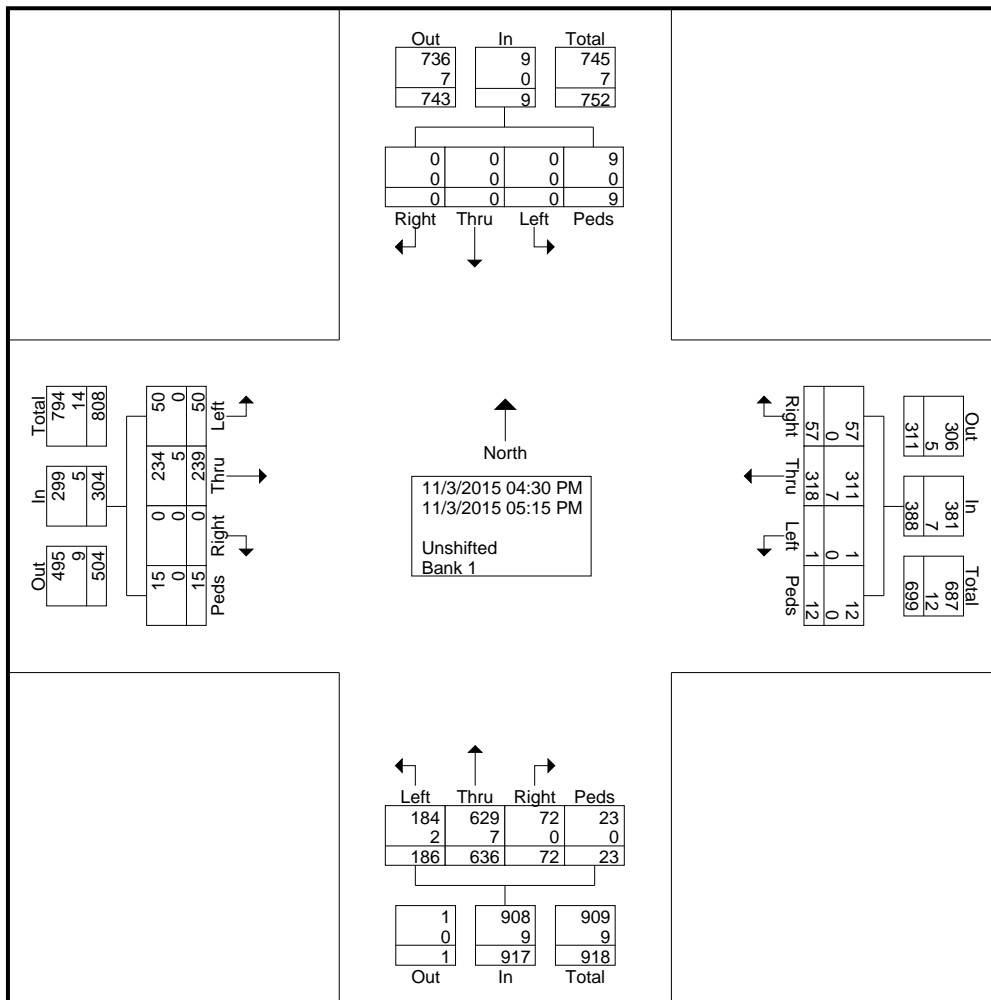 Out In Total
736 9 745
7 0 7
743 9 752
0 0 0 9
0 0 0 0
0 0 0 9
Right Thru Left Peds
Total
794
14
808
In
299
5
304
Out
495
9
504
50 234 0 15
0 5 0 0
50 239 0 15
Left Thru Right Peds
North
11/3/2015 04:30 PM
11/3/2015 05:15 PM
Unshifted
Bank 1
Right Thru Left Peds
57 311 1 12
0 7 0 0
57 318 1 12
Out
306
5
311
In
381
7
388
Total
687
12
699
Left Thru Right Peds
184 629 72 23
2 7 0 0
186 636 72 23
1 908 909
0 9 9
1 917 918
Out In Total